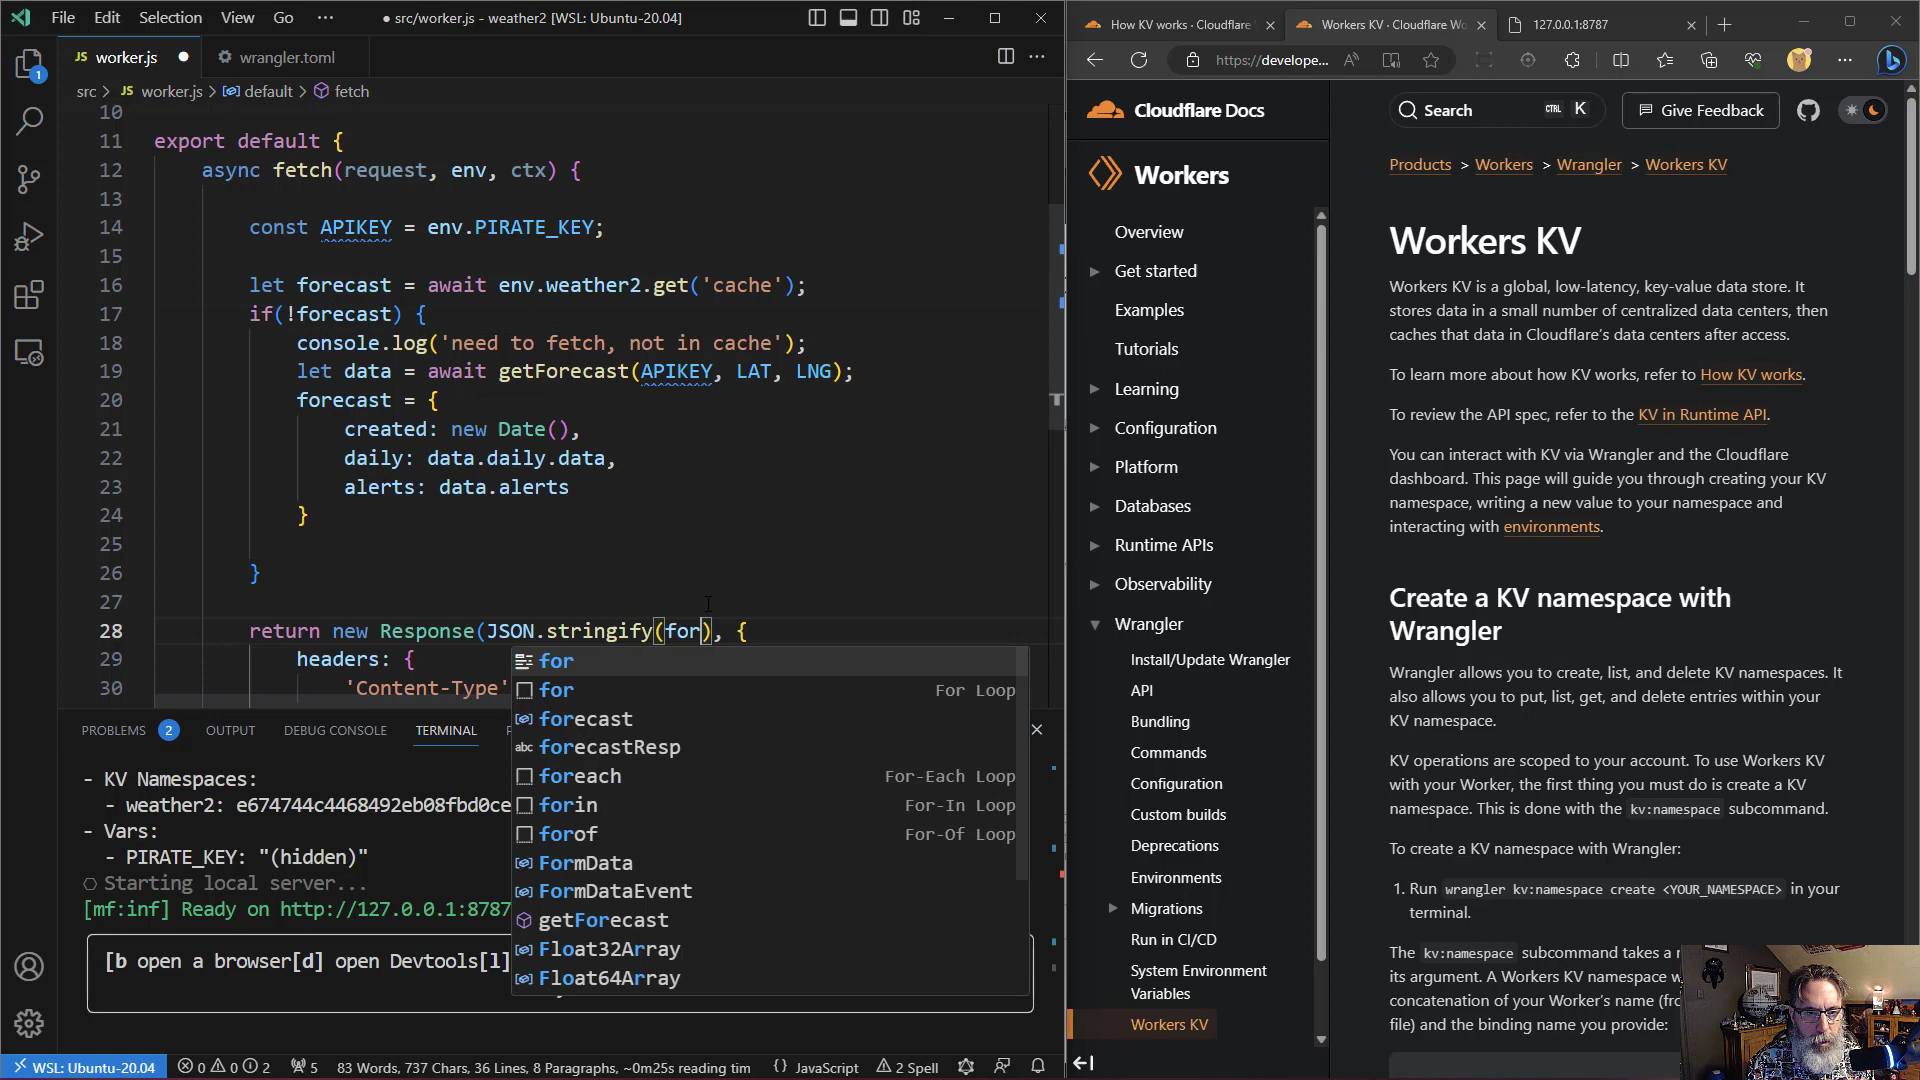 File Edit Selection View Go ··· ● src/worker.js - weather2 [WSL: Ubuntu-20.04]
JS worker.js ● wrangler.toml
src > JS worker.js > default > fetch
10
11 export default {
12 async fetch(request, env, ctx) {
13
14 const APIKEY = env.PIRATE_KEY;
15
16 let forecast = await env.weather2.get('cache');
17 if(!forecast) {
18 console.log('need to fetch, not in cache');
19 let data = await getForecast(APIKEY, LAT, LNG);
20 forecast = {
21 created: new Date(),
22 daily: data.daily.data,
23 alerts: data.alerts
24 }
25
26 }
27
28 return new Response(JSON.stringify(for), {
29 headers: {
30 'Content-Type'
for
for For Loop
forecast
abc forecastResp
foreach For-Each Loop
forin For-In Loop
forof For-Of Loop
FormData
FormDataEvent
getForecast
Float32Array
Float64Array
PROBLEMS 2 OUTPUT DEBUG CONSOLE TERMINAL
- KV Namespaces:
- weather2: e674744c4468492eb08fbd0ce
- Vars:
- PIRATE_KEY: "(hidden)"
Starting local server...
[mf:inf] Ready on http://127.0.0.1:8787
[b open a browser[d] open Devtools[l]
1
WSL: Ubuntu-20.04 0 0 2 5 83 Words, 737 Chars, 36 Lines, 8 Paragraphs, ~0m25s reading tim {} JavaScript 2 Spell
How KV works · Cloudflare
Workers KV · Cloudflare Wo
127.0.0.1:8787
https://develope...
Cloudflare Docs
Search CTRL K
Give Feedback
Workers
Overview
Get started
Examples
Tutorials
Learning
Configuration
Platform
Databases
Runtime APIs
Observability
Wrangler
Install/Update Wrangler
API
Bundling
Commands
Configuration
Custom builds
Deprecations
Environments
Migrations
Run in CI/CD
System Environment
Variables
Workers KV
Products > Workers > Wrangler > Workers KV
Workers KV
Workers KV is a global, low-latency, key-value data store. It
stores data in a small number of centralized data centers, then
caches that data in Cloudflare's data centers after access.
To learn more about how KV works, refer to How KV works.
To review the API spec, refer to the KV in Runtime API.
You can interact with KV via Wrangler and the Cloudflare
dashboard. This page will guide you through creating your KV
namespace, writing a new value to your namespace and
interacting with environments.
Create a KV namespace with
Wrangler
Wrangler allows you to create, list, and delete KV namespaces. It
also allows you to put, list, get, and delete entries within your
KV namespace.
KV operations are scoped to your account. To use Workers KV
with your Worker, the first thing you must do is create a KV
namespace. This is done with the kv:namespace subcommand.
To create a KV namespace with Wrangler:
1. Run wrangler kv:namespace create <YOUR_NAMESPACE> in your
terminal.
The kv:namespace subcommand takes a
its argument. A Workers KV namespace
concatenation of your Worker's name
file) and the binding name you provide: